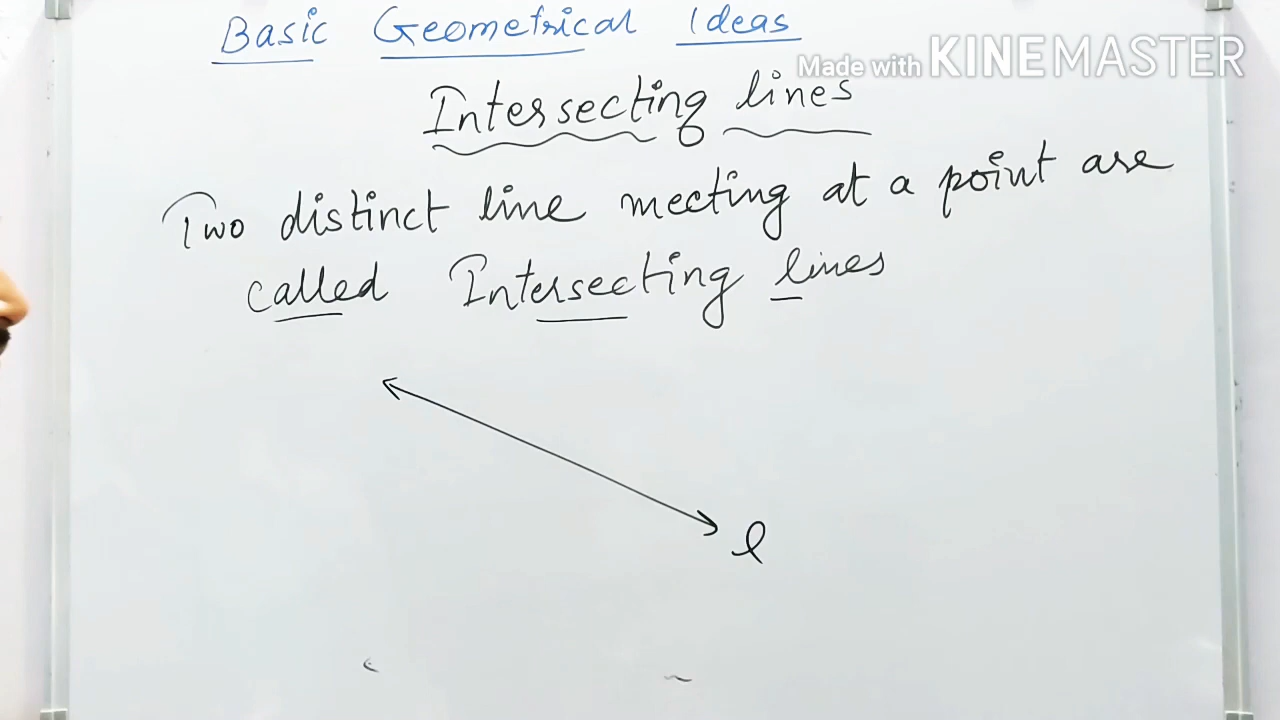 Basic Geometrical Ideas
Made with KINEMASTER
Intersecting lines
Two distinct line meeting at a point are
called Intersecting lines
l